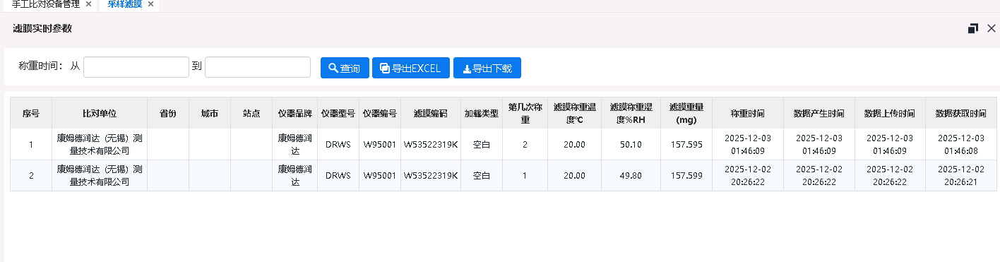 手工比对设备管理 × 采样滤膜 ×
滤膜实时参数
称重时间： 从 到 查询 导出EXCEL 导出下载
序号 比对单位 省份 城市 站点 仪器品牌 仪器型号 仪器编号 滤膜编码 加载类型 第几次称重 滤膜称重温度℃ 滤膜称重湿度%RH 滤膜重量(mg) 称重时间 数据产生时间 数据上传时间 数据获取时间
1 康姆德润达（无锡）测量技术有限公司 康姆德润达 DRWS W95001 W53522319K 空白 2 20.00 50.10 157.595 2025-12-03 01:46:09 2025-12-03 01:46:09 2025-12-03 01:46:09 2025-12-03 01:46:08
2 康姆德润达（无锡）测量技术有限公司 康姆德润达 DRWS W95001 W53522319K 空白 1 20.00 49.80 157.599 2025-12-02 20:26:22 2025-12-02 20:26:22 2025-12-02 20:26:22 2025-12-02 20:26:21